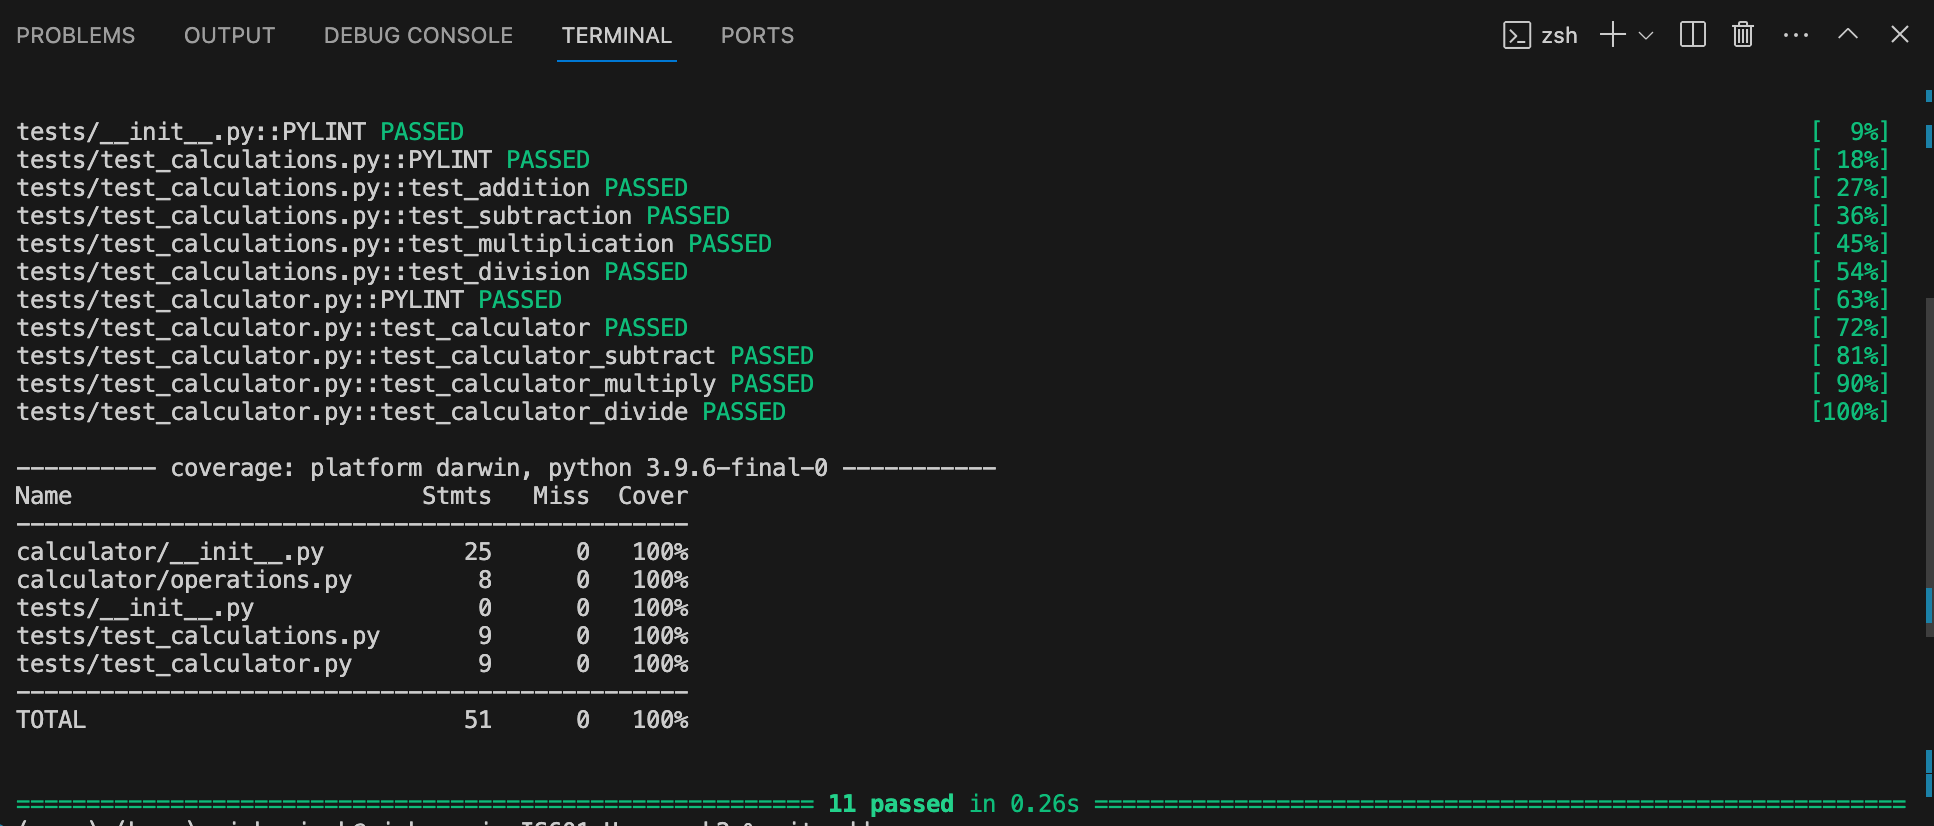 PROBLEMS OUTPUT DEBUG CONSOLE TERMINAL PORTS zsh
tests/__init__.py::PYLINT PASSED [  9%]
tests/test_calculations.py::PYLINT PASSED [ 18%]
tests/test_calculations.py::test_addition PASSED [ 27%]
tests/test_calculations.py::test_subtraction PASSED [ 36%]
tests/test_calculations.py::test_multiplication PASSED [ 45%]
tests/test_calculations.py::test_division PASSED [ 54%]
tests/test_calculator.py::PYLINT PASSED [ 63%]
tests/test_calculator.py::test_calculator PASSED [ 72%]
tests/test_calculator.py::test_calculator_subtract PASSED [ 81%]
tests/test_calculator.py::test_calculator_multiply PASSED [ 90%]
tests/test_calculator.py::test_calculator_divide PASSED [100%]
---------- coverage: platform darwin, python 3.9.6-final-0 -----------
Name                         Stmts   Miss  Cover
------------------------------------------------
calculator/__init__.py          25      0   100%
calculator/operations.py         8      0   100%
tests/__init__.py                0      0   100%
tests/test_calculations.py       9      0   100%
tests/test_calculator.py         9      0   100%
------------------------------------------------
TOTAL                           51      0   100%
========================================================= 11 passed in 0.26s ==========================================================